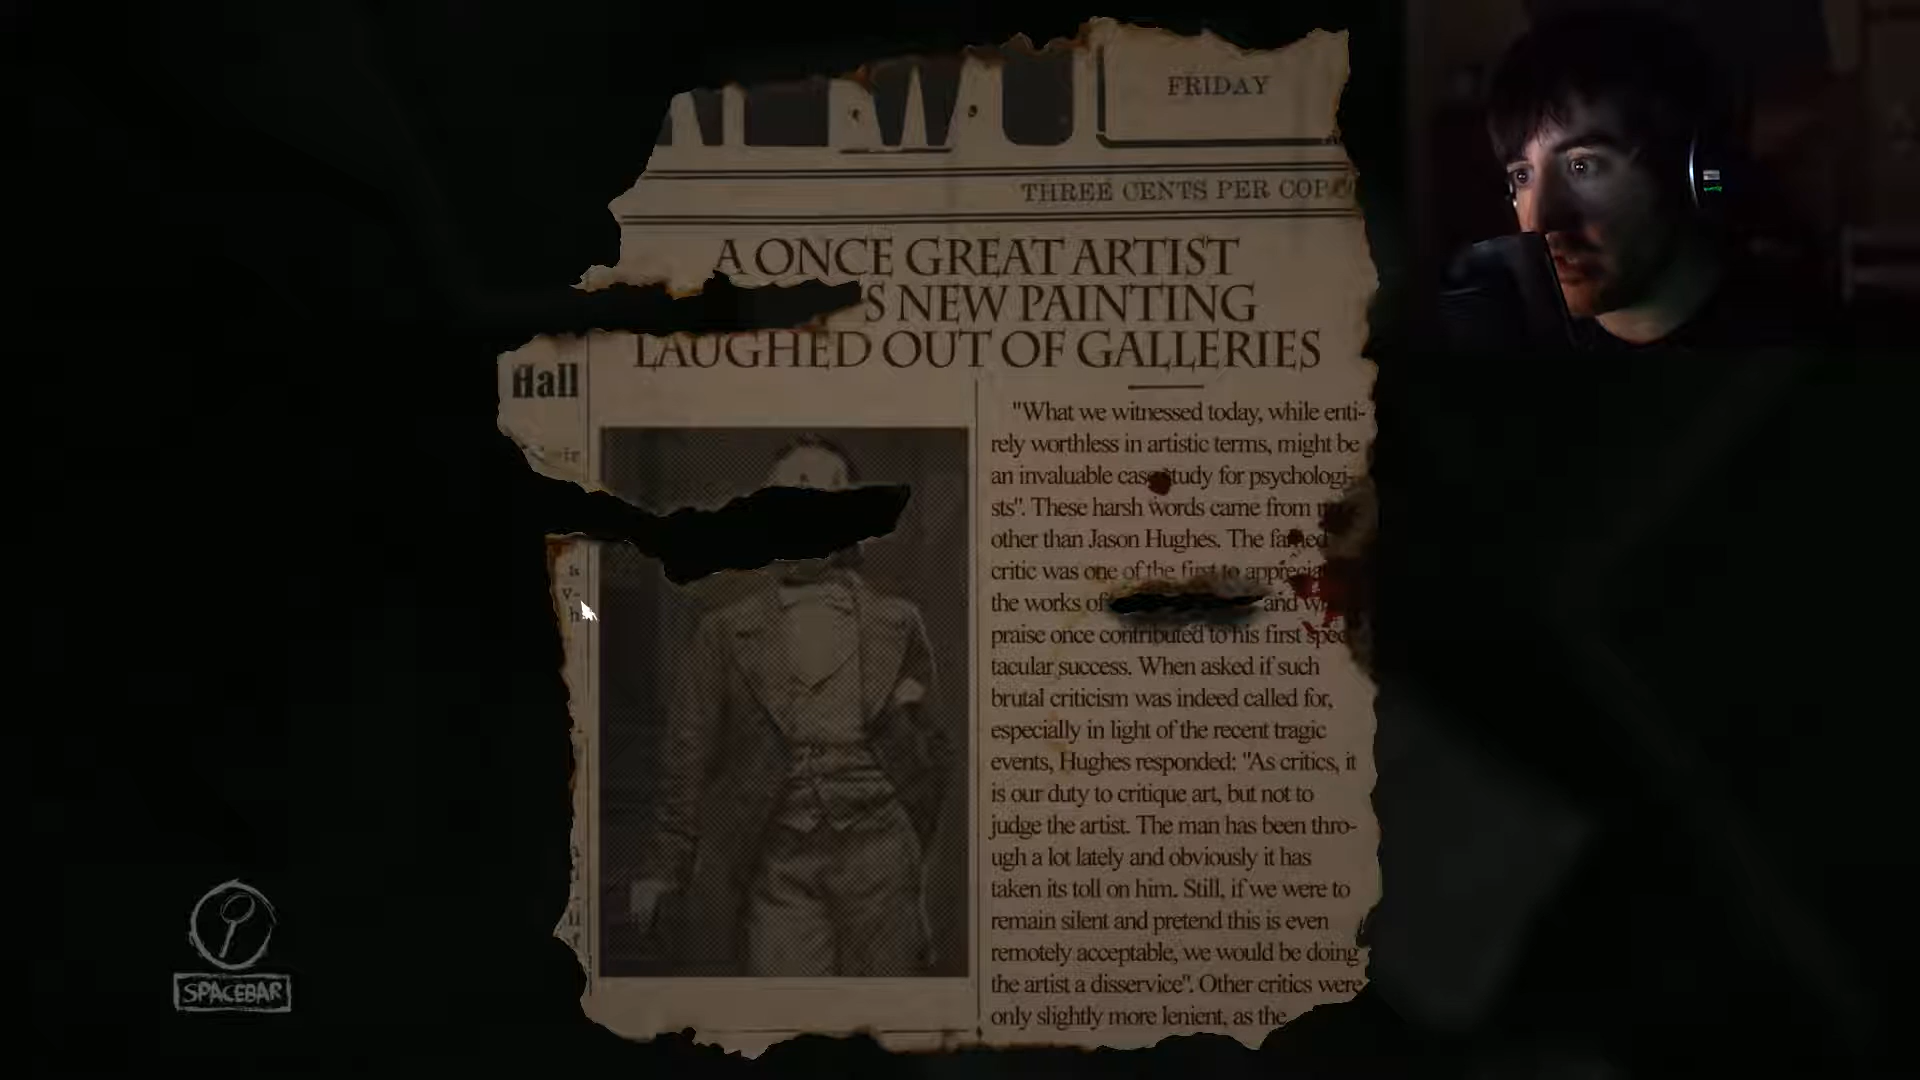 FRIDAY
THREE CENTS PER COP
A ONCE GREAT ARTIST
S NEW PAINTING
LAUGHED OUT OF GALLERIES
Hall
"What we witnessed today, while enti-
rely worthless in artistic terms, might be
an invaluable case study for psychologi-
sts". These harsh words came from
other than Jason Hughes. The famed
critic was one of the first to apprecia
the works of and w
praise once contributed to his first spec
tacular success. When asked if such
brutal criticism was indeed called for,
especially in light of the recent tragic
events, Hughes responded: "As critics, it
is our duty to critique art, but not to
judge the artist. The man has been thro-
ugh a lot lately and obviously it has
taken its toll on him. Still, if we were to
remain silent and pretend this is even
remotely acceptable, we would be doing
the artist a disservice". Other critics were
only slightly more lenient, as the
SPACEBAR